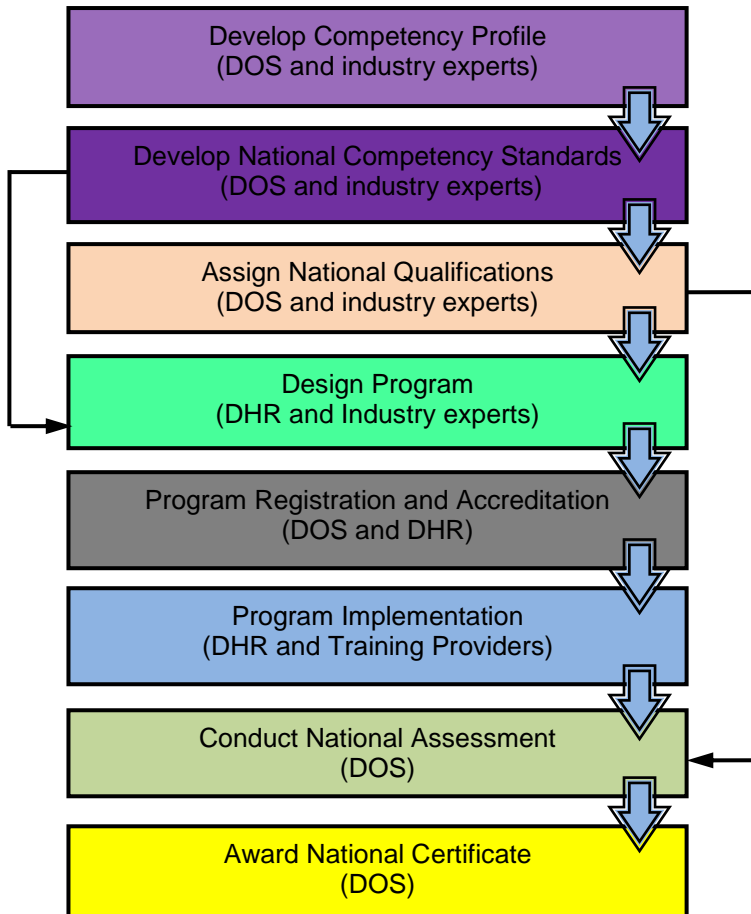 Develop Competency Profile
(DOS and industry experts)
Develop National Competency Standards
(DOS and industry experts)
Assign National Qualifications
(DOS and industry experts)
Design Program
(DHR and Industry experts)
Program Registration and Accreditation
(DOS and DHR)
Program Implementation
(DHR and Training Providers)
Conduct National Assessment
(DOS)
Award National Certificate
(DOS)